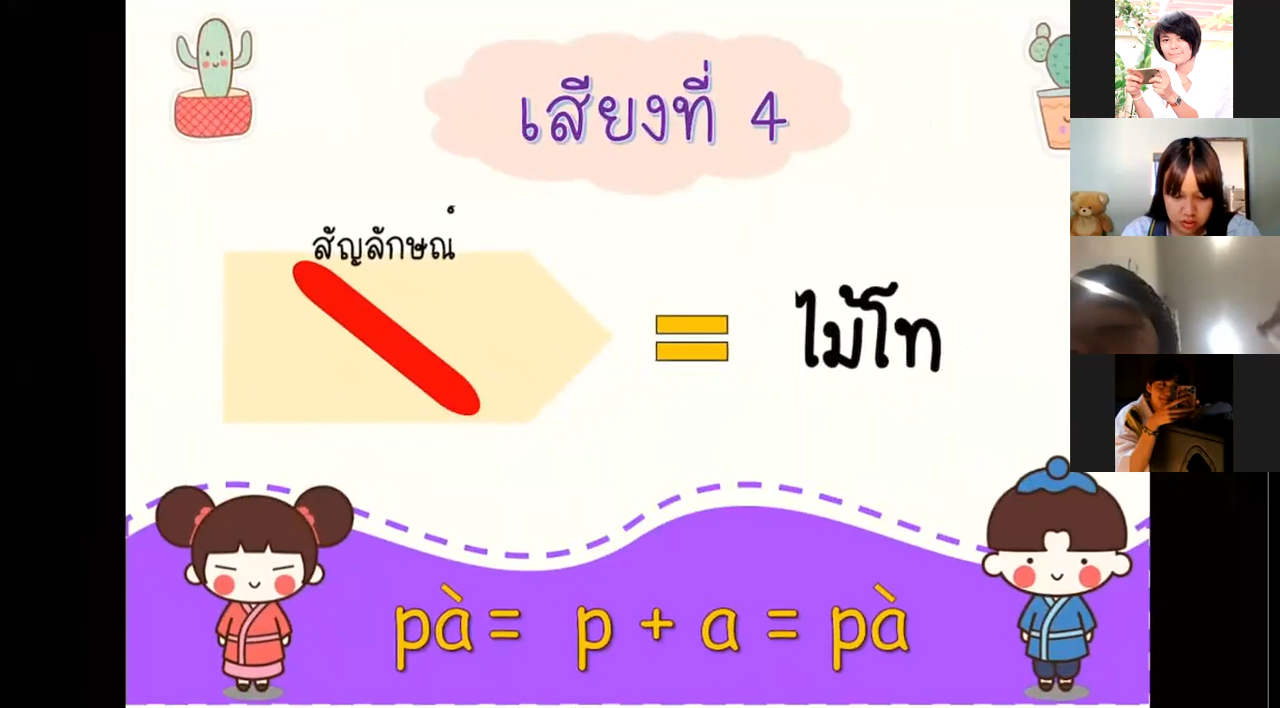 เสียงที่ 4
สัญลักษณ์
= ไม้โท
pà = p + a = pà